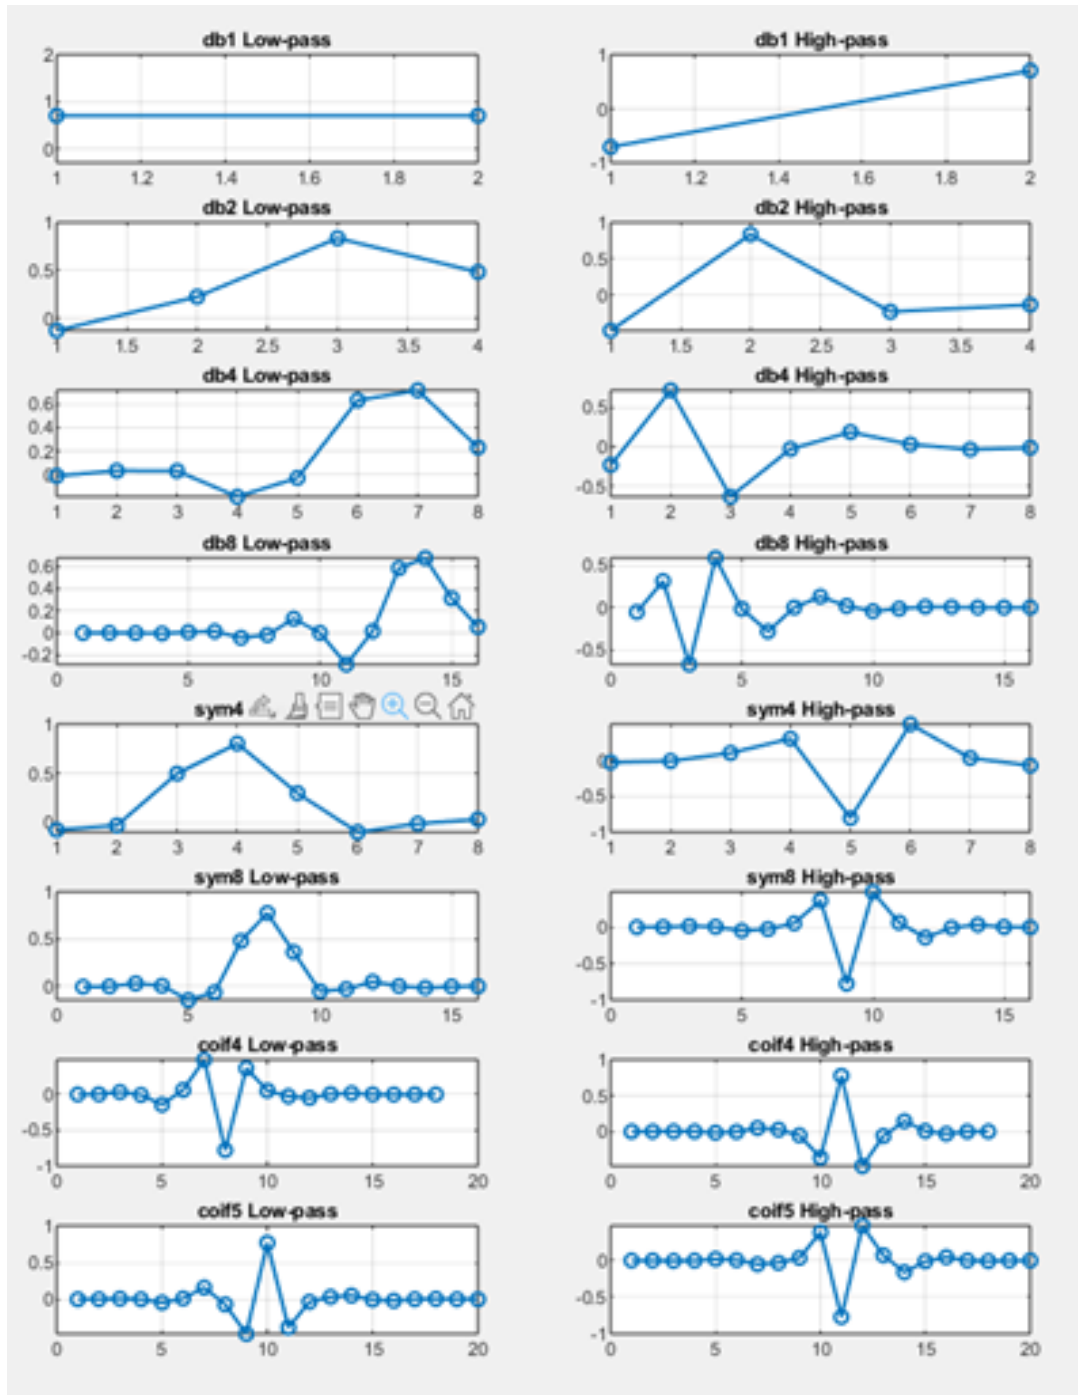 db1 Low-pass
2
1
0
1 1.2 1.4 1.6 1.8 2
db1 High-pass
1
0
-1
1 1.2 1.4 1.6 1.8 2
db2 Low-pass
1
0.5
0
1 1.5 2 2.5 3 3.5 4
db2 High-pass
1
0.5
0
1 1.5 2 2.5 3 3.5 4
db4 Low-pass
0.6
0.4
0.2
0
1 2 3 4 5 6 7 8
db4 High-pass
0.5
0
-0.5
1 2 3 4 5 6 7 8
db8 Low-pass
0.6
0.4
0.2
0
-0.2
0 5 10 15
db8 High-pass
0.5
0
-0.5
0 5 10 15
sym4
1
0.5
0
1 2 3 4 5 6 7 8
sym4 High-pass
0
-0.5
-1
1 2 3 4 5 6 7 8
sym8 Low-pass
1
0.5
0
0 5 10 15
sym8 High-pass
0
-0.5
-1
0 5 10 15
coif4 Low-pass
0
-0.5
-1
0 5 10 15 20
coif4 High-pass
1
0.5
0
0 5 10 15 20
coif5 Low-pass
1
0.5
0
0 5 10 15 20
coif5 High-pass
0
-0.5
-1
0 5 10 15 20